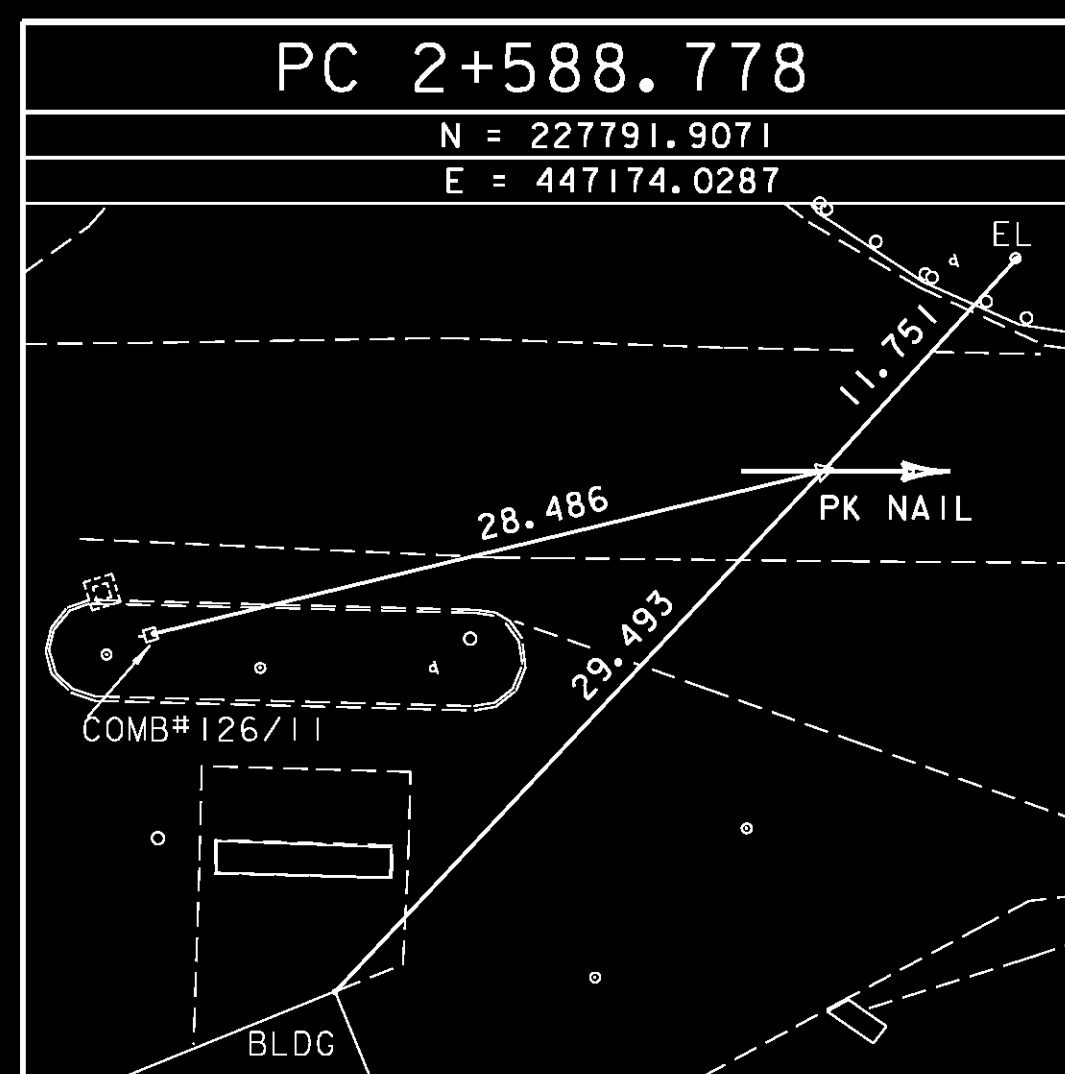 PC 2+588.778
N = 227791.9071
E = 447174.0287
EL
11.751
PK NAIL
28.486
29.493
COMB#126/11
BLDG